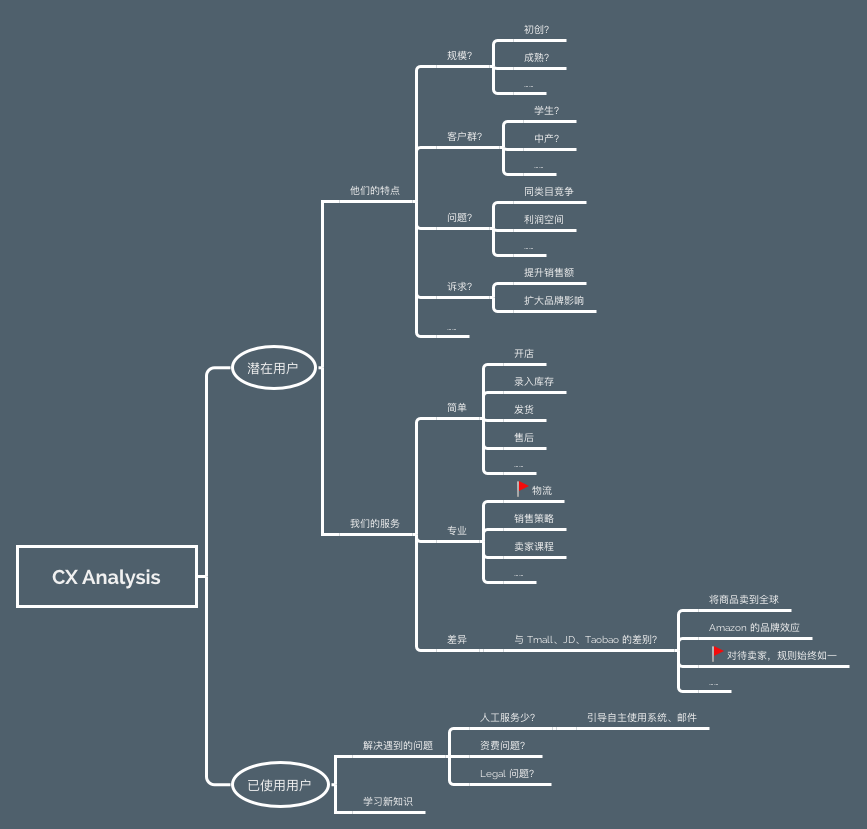 CX Analysis
潜在用户
他们的特点
规模?
初创?
成熟?
......
客户群?
学生?
中产?
......
问题?
同类目竞争
利润空间
......
诉求?
提升销售额
扩大品牌影响
......
我们的服务
简单
开店
录入库存
发货
售后
......
专业
物流
销售策略
卖家课程
......
差异
与 Tmall、JD、Taobao 的差别?
将商品卖到全球
Amazon 的品牌效应
对待卖家，规则始终如一
......
已使用用户
解决遇到的问题
人工服务少?
引导自主使用系统、邮件
资费问题?
Legal 问题?
学习新知识